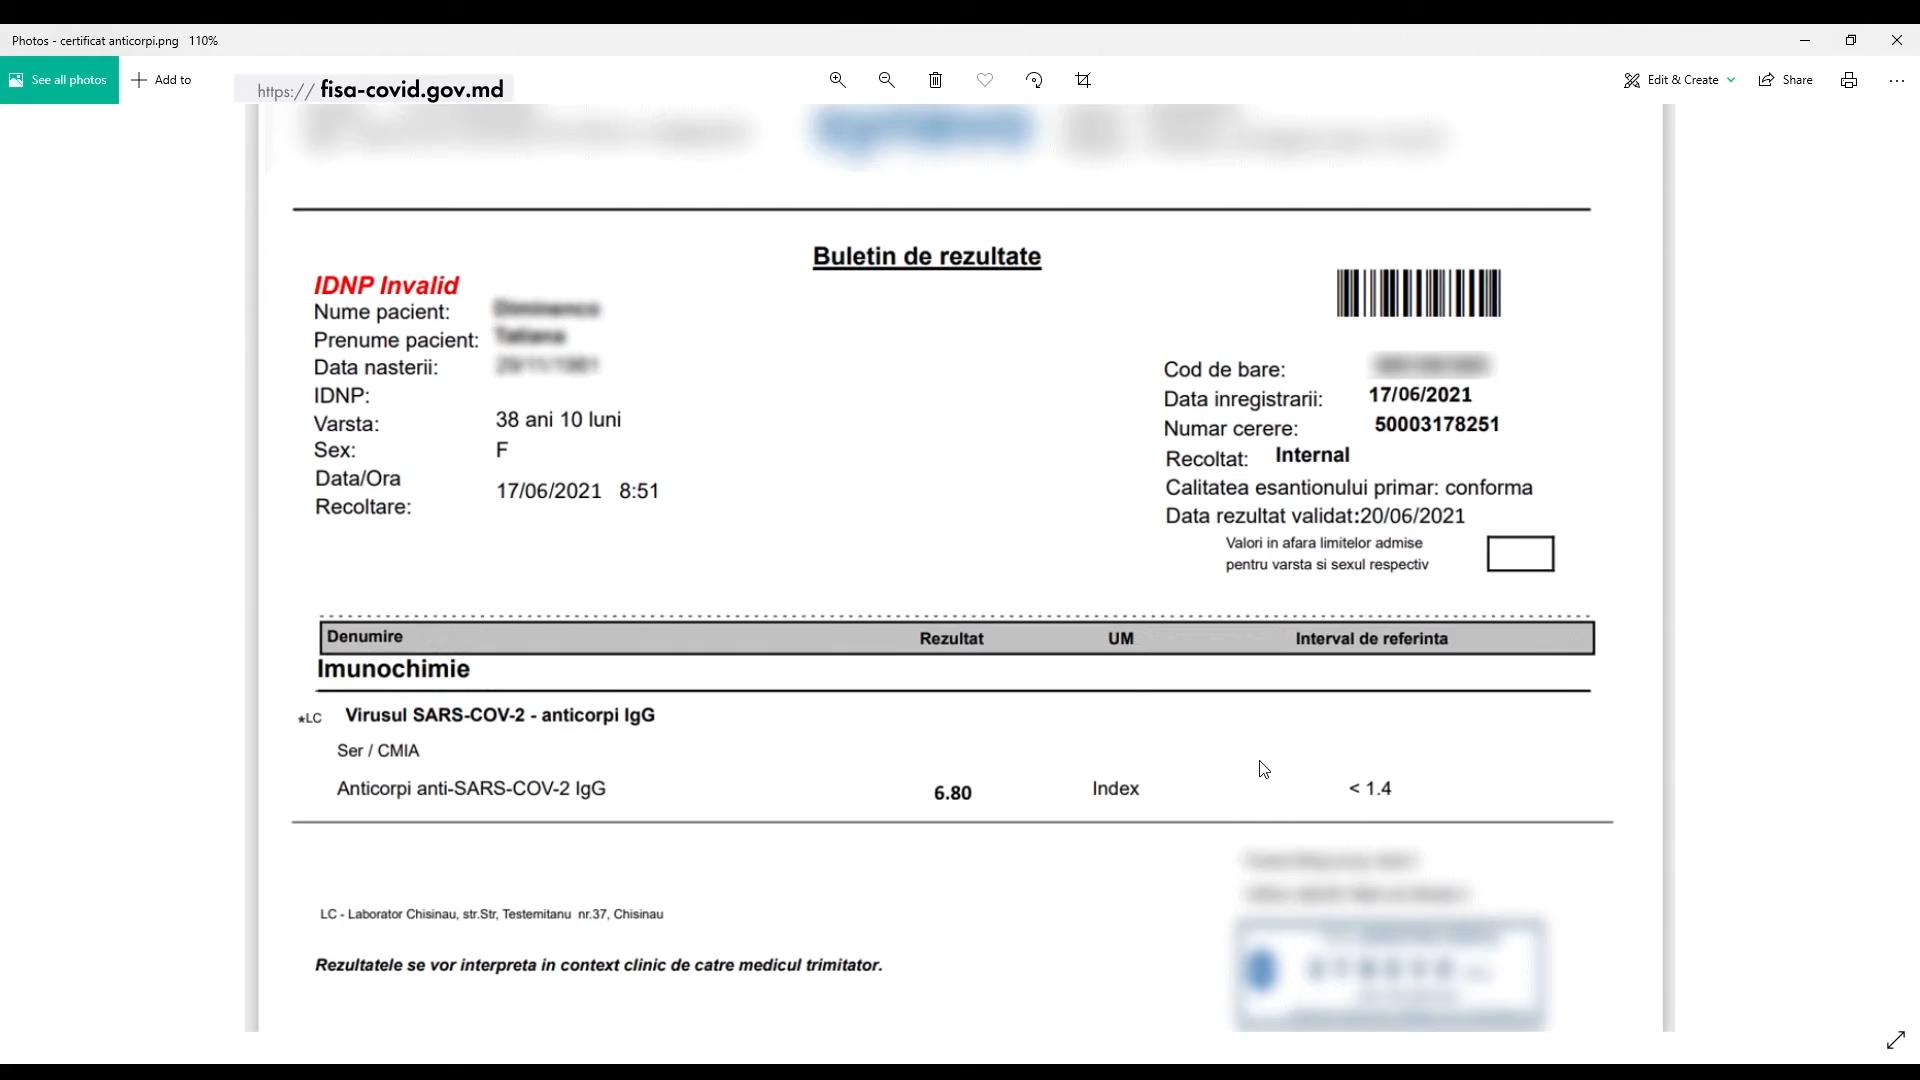 Photos - certificat anticorpi.png 110%
See all photos
Add to
https:// fisa-covid.gov.md
Edit & Create
Share
Buletin de rezultate
IDNP Invalid
Nume pacient:
Prenume pacient:
Data nasterii:
IDNP:
Varsta: 38 ani 10 luni
Sex: F
Data/Ora
Recoltare: 17/06/2021 8:51
Cod de bare:
Data inregistrarii: 17/06/2021
Numar cerere: 50003178251
Recoltat: Internal
Calitatea esantionului primar: conforma
Data rezultat validat:20/06/2021
Valori in afara limitelor admise
pentru varsta si sexul respectiv
Denumire Rezultat UM Interval de referinta
Imunochimie
*LC Virusul SARS-COV-2 - anticorpi IgG
Ser / CMIA
Anticorpi anti-SARS-COV-2 IgG 6.80 Index < 1.4
LC - Laborator Chisinau, str.Str, Testemitanu nr.37, Chisinau
Rezultatele se vor interpreta in context clinic de catre medicul trimitator.